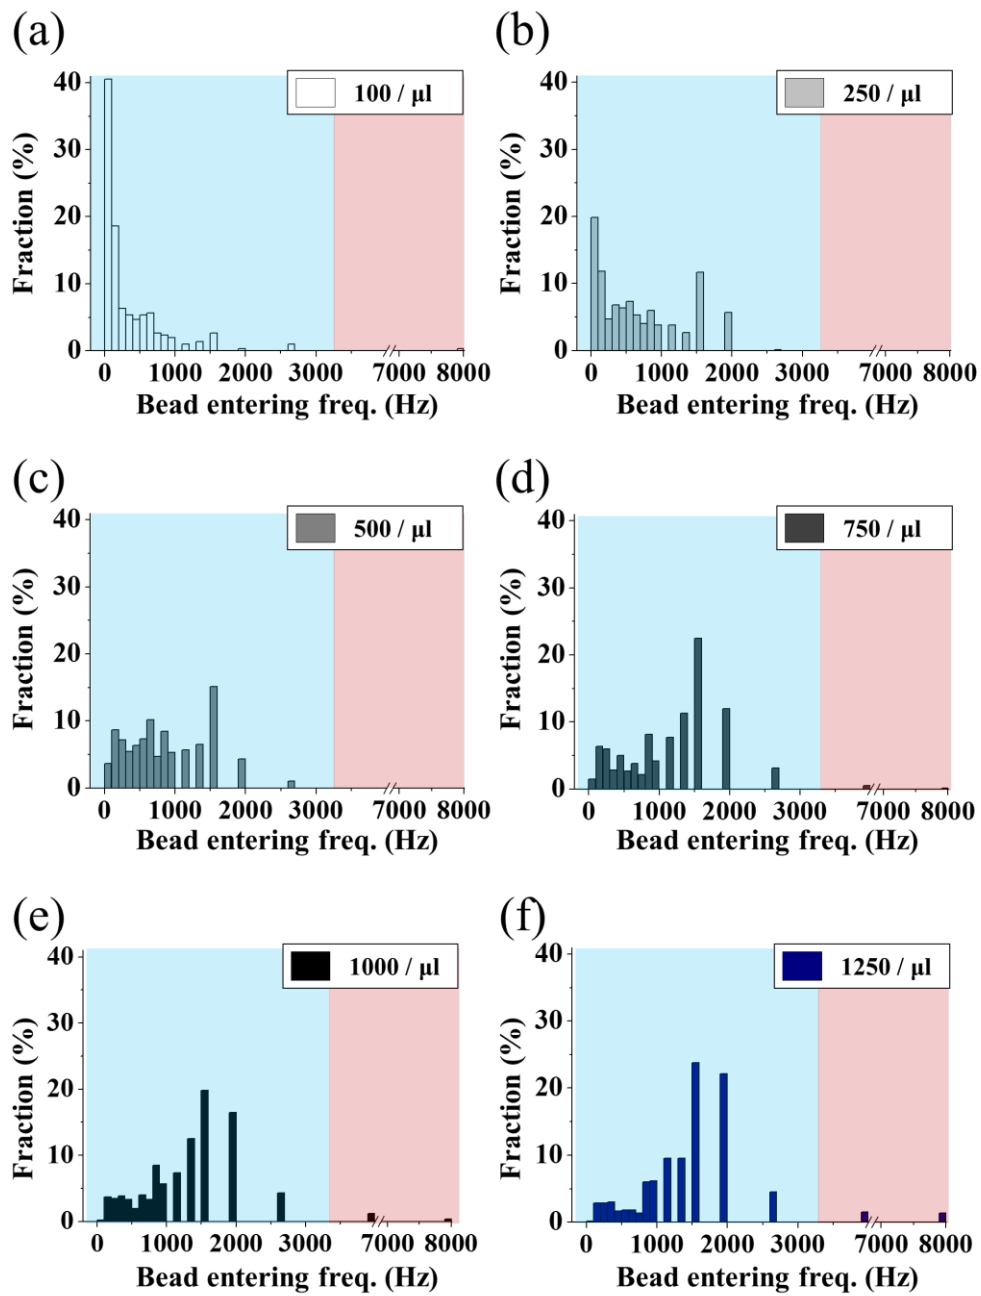 (a)
100 / μl
40
30
20
10
0
Fraction (%)
0 1000 2000 3000 7000 8000
Bead entering freq. (Hz)
(b)
250 / μl
40
30
20
10
0
Fraction (%)
0 1000 2000 3000 7000 8000
Bead entering freq. (Hz)
(c)
500 / μl
40
30
20
10
0
Fraction (%)
0 1000 2000 3000 7000 8000
Bead entering freq. (Hz)
(d)
750 / μl
40
30
20
10
0
Fraction (%)
0 1000 2000 3000 7000 8000
Bead entering freq. (Hz)
(e)
1000 / μl
40
30
20
10
0
Fraction (%)
0 1000 2000 3000 7000 8000
Bead entering freq. (Hz)
(f)
1250 / μl
40
30
20
10
0
Fraction (%)
0 1000 2000 3000 7000 8000
Bead entering freq. (Hz)